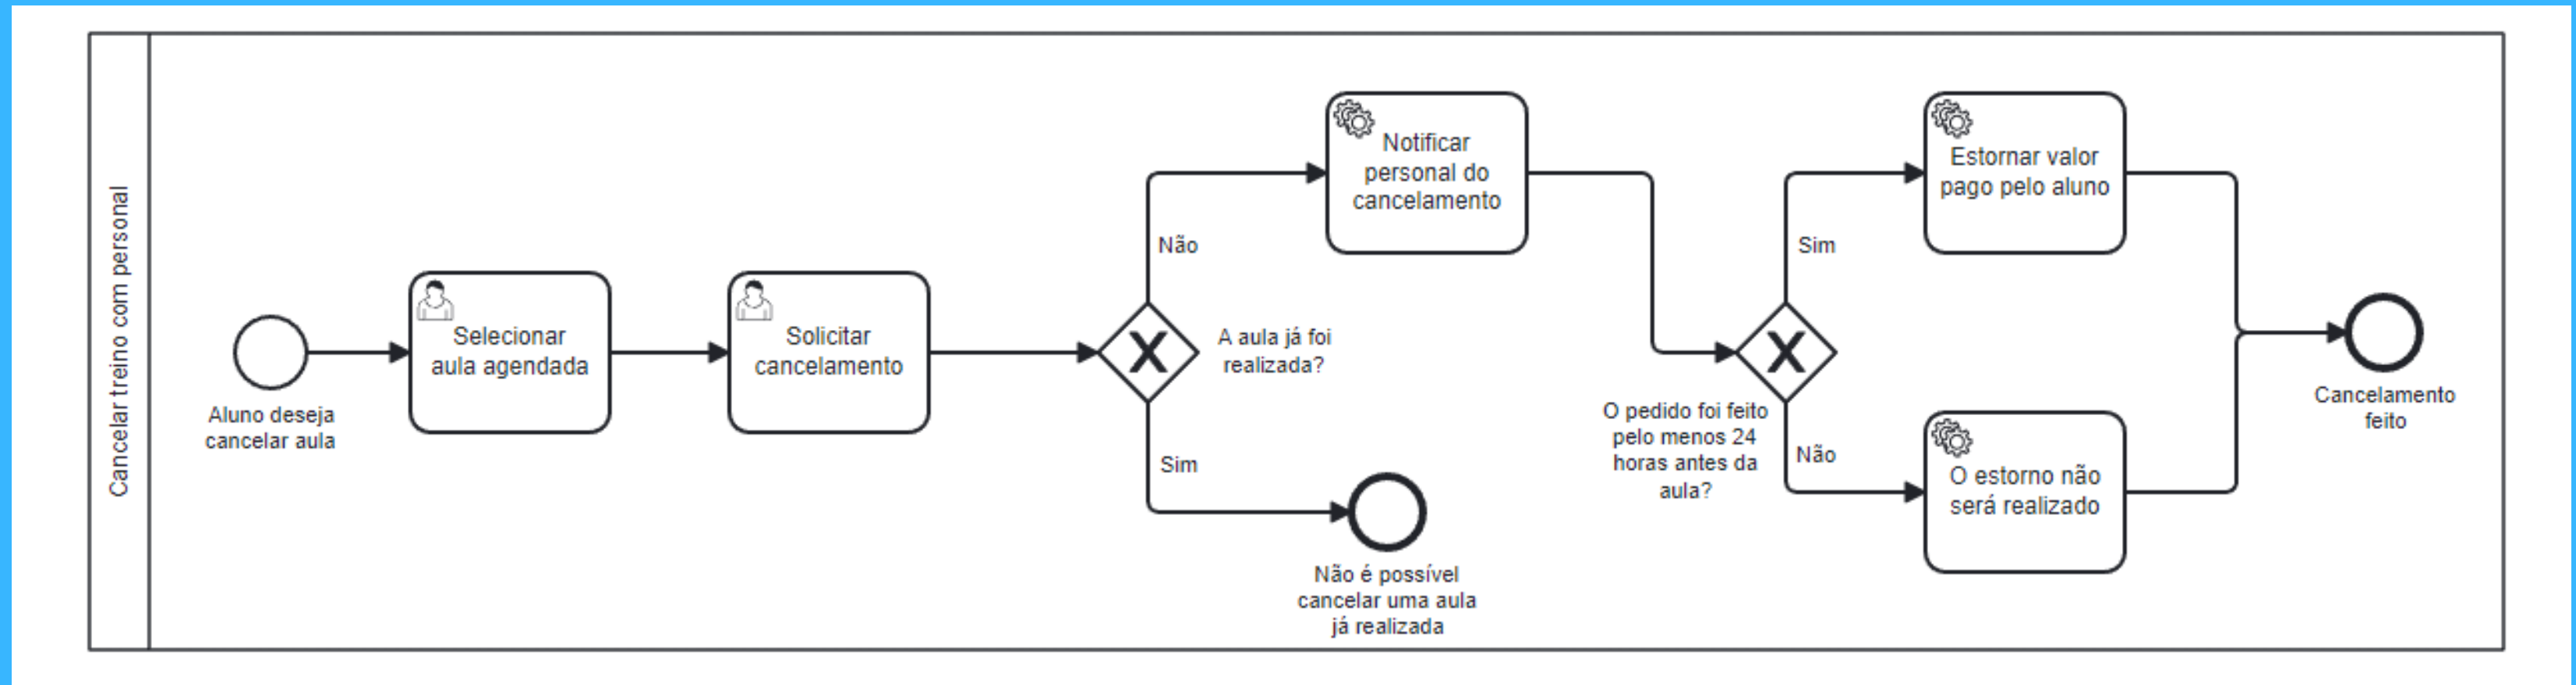 Cancelar treino com personal
Aluno deseja
cancelar aula
Selecionar
aula agendada
Solicitar
cancelamento
A aula já foi
realizada?
Não
Notificar
personal do
cancelamento
Sim
Não é possível
cancelar uma aula
já realizada
O pedido foi feito
pelo menos 24
horas antes da
aula?
Sim
Estornar valor
pago pelo aluno
Não
O estorno não
será realizado
Cancelamento
feito